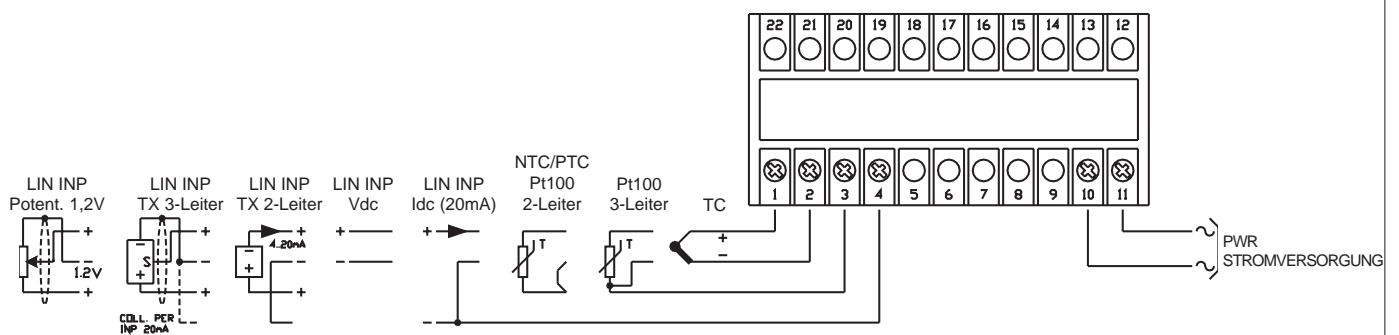 22 21 20 19 18 17 16 15 14 13 12
1 2 3 4 5 6 7 8 9 10 11
LIN INP
Potent. 1,2V
+
1.2V
+
LIN INP
TX 3-Leiter
-
S
+
+
-
+
-
COLL. PER
INP 20mA
LIN INP
TX 2-Leiter
-
+
4..20mA
+
-
+
-
LIN INP
Vdc
+
-
LIN INP
Idc (20mA)
+
-
-
NTC/PTC
Pt100
2-Leiter
T
Pt100
3-Leiter
T
TC
+
-
PWR
STROMVERSORGUNG